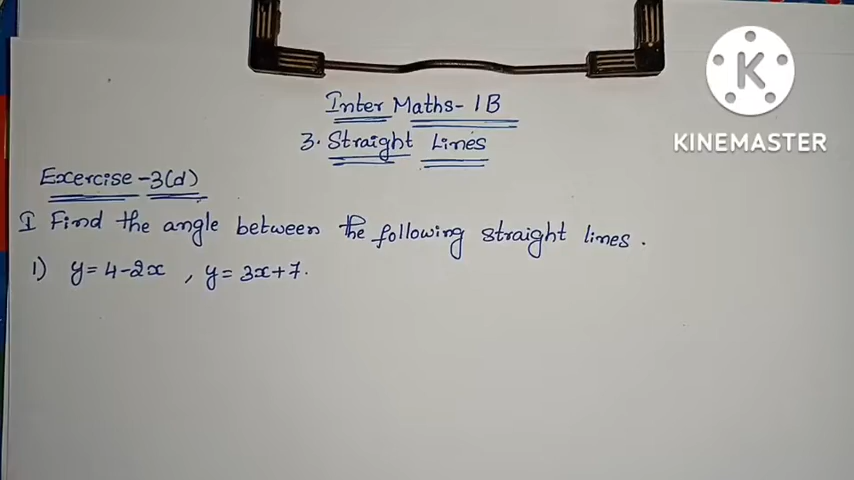 Inter Maths-1B
3. Straight Lines
Exercise-3(d)
I Find the angle between the following straight lines.
1) y=4-2x , y=3x+7.
K
KINEMASTER